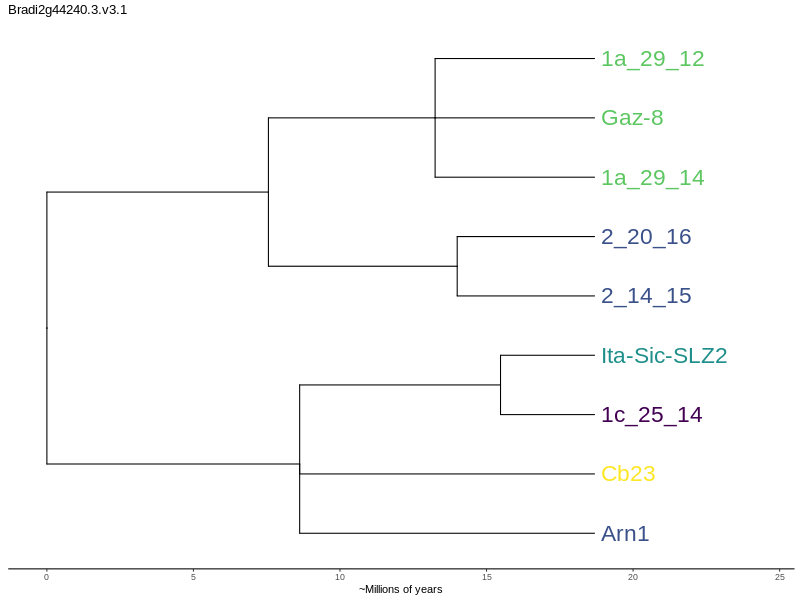 Bradi2g44240.3.v3.1
1a_29_12
Gaz-8
1a_29_14
2_20_16
2_14_15
Ita-Sic-SLZ2
1c_25_14
Cb23
Arn1
0 5 10 15 20 25
~Millions of years